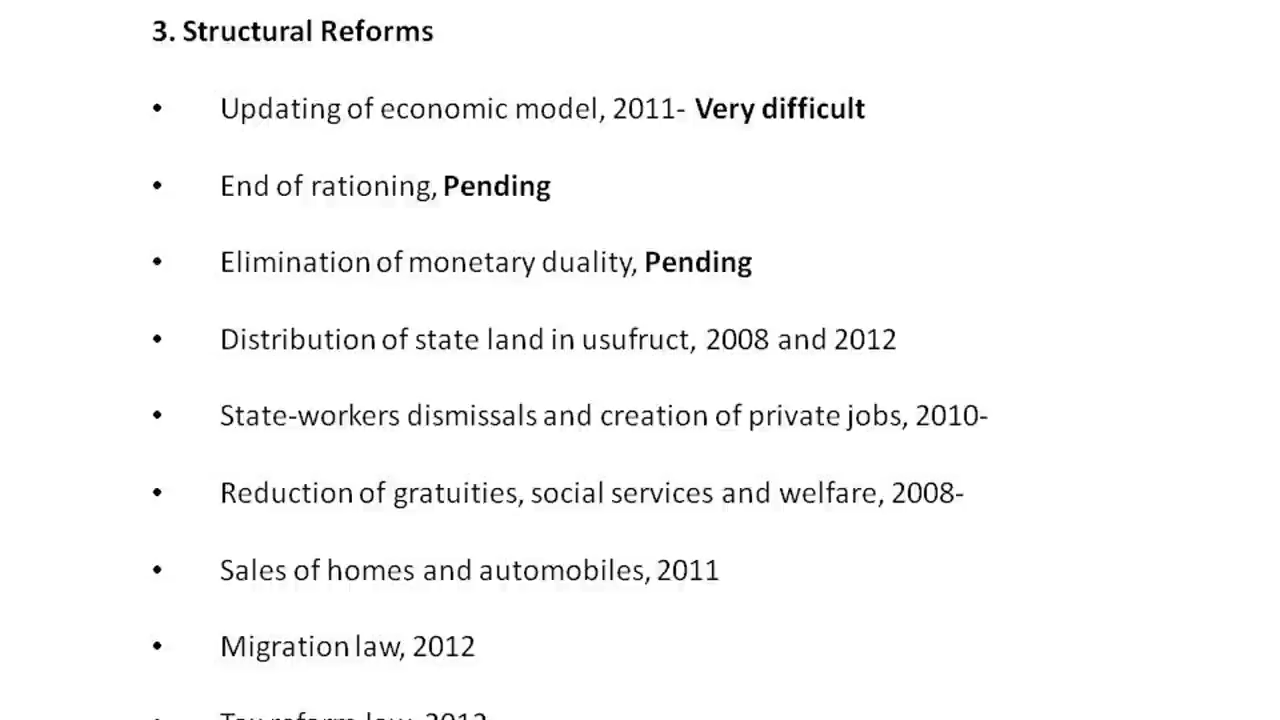 3. Structural Reforms
• Updating of economic model, 2011- Very difficult
• End of rationing, Pending
• Elimination of monetary duality, Pending
• Distribution of state land in usufruct, 2008 and 2012
• State-workers dismissals and creation of private jobs, 2010-
• Reduction of gratuities, social services and welfare, 2008-
• Sales of homes and automobiles, 2011
• Migration law, 2012
• Tax reform law, 2012